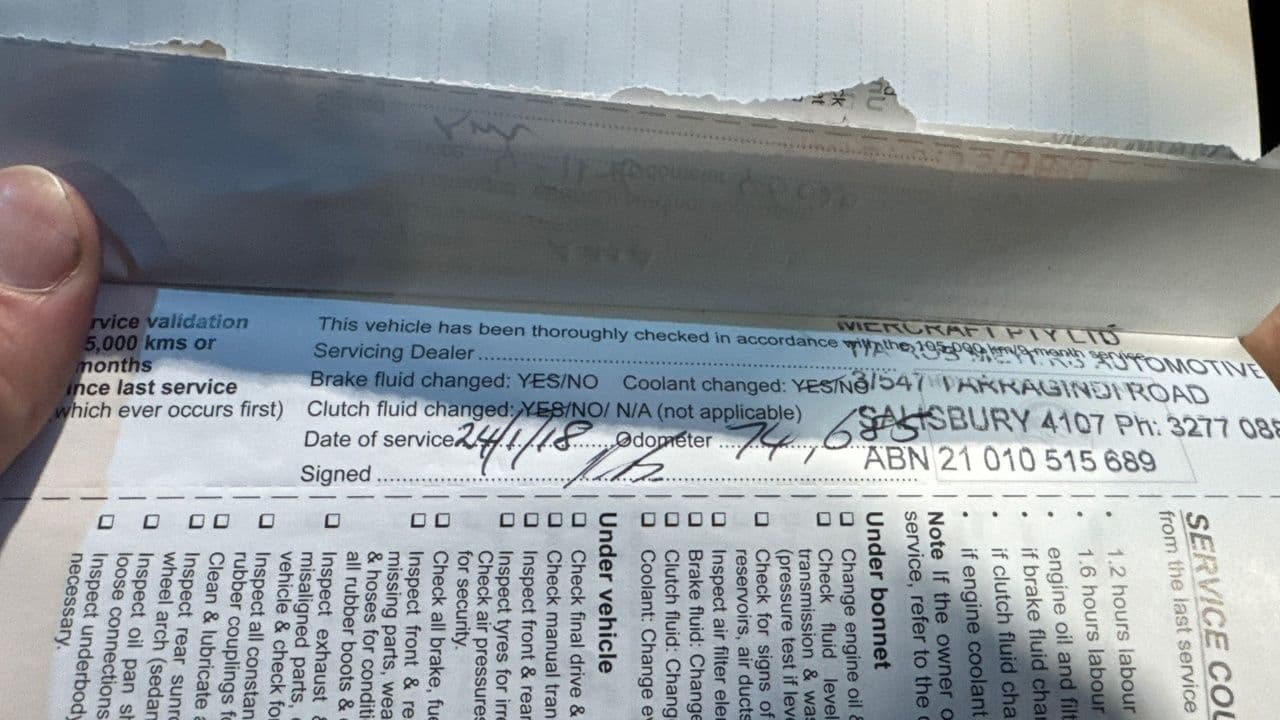 rvice validation
5,000 kms or
months
ince last service
which ever occurs first)
This vehicle has been thoroughly checked in accordance with the 105,000 km/9 month service
Servicing Dealer
Brake fluid changed: YES/NO Coolant changed: YES/NO
Clutch fluid changed: YES/NO/ N/A (not applicable)
Date of service 24/1/18 Odometer 74,685
Signed
MERCRAFT PTY LTD
T/A AUTOMOTIVE
3/547 TARRAGINDI ROAD
SALISBURY 4107 Ph: 3277 088
ABN 21 010 515 689
SERVICE COU
from the last service
• 1.2 hours labour
• 1.6 hours labour
engine oil and filt
• if brake fluid chan
• if clutch fluid cha
• if engine coolant
Note If the owner o
service, refer to the
Under bonnet
Change engine oil &
Check fluid level
transmission & was
(pressure test if leve
Check for signs of
reservoirs, air ducts
Inspect air filter eler
Brake fluid: Change
Clutch fluid: Chang
Coolant: Change e
Under vehicle
Check final drive &
Check manual tran
Inspect front & rear
Inspect tyres for irre
Check air pressures
for security.
Check all brake, fue
Inspect front & re
missing parts, wea
& hoses for conditi
all rubber boots &
Inspect exhaust &
misaligned parts,
vehicle & check fo
Inspect all constan
rubber couplings fo
Clean & lubricate a
Inspect rear sunro
wheel arch (sedan
Inspect oil pan sh
loose connections
Inspect underbody
necessary.